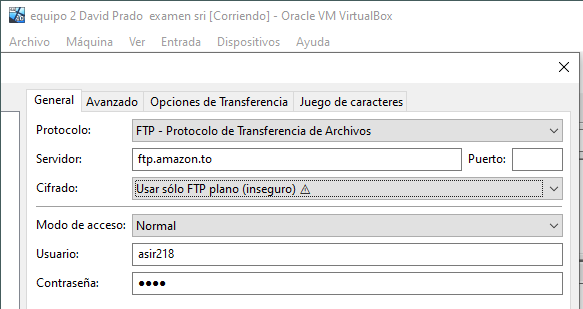 equipo 2 David Prado  examen sri [Corriendo] - Oracle VM VirtualBox
Archivo Máquina Ver Entrada Dispositivos Ayuda
General Avanzado Opciones de Transferencia Juego de caracteres
Protocolo: FTP - Protocolo de Transferencia de Archivos
Servidor: ftp.amazon.to Puerto:
Cifrado: Usar sólo FTP plano (inseguro) ⚠
Modo de acceso: Normal
Usuario: asir218
Contraseña: ●●●●